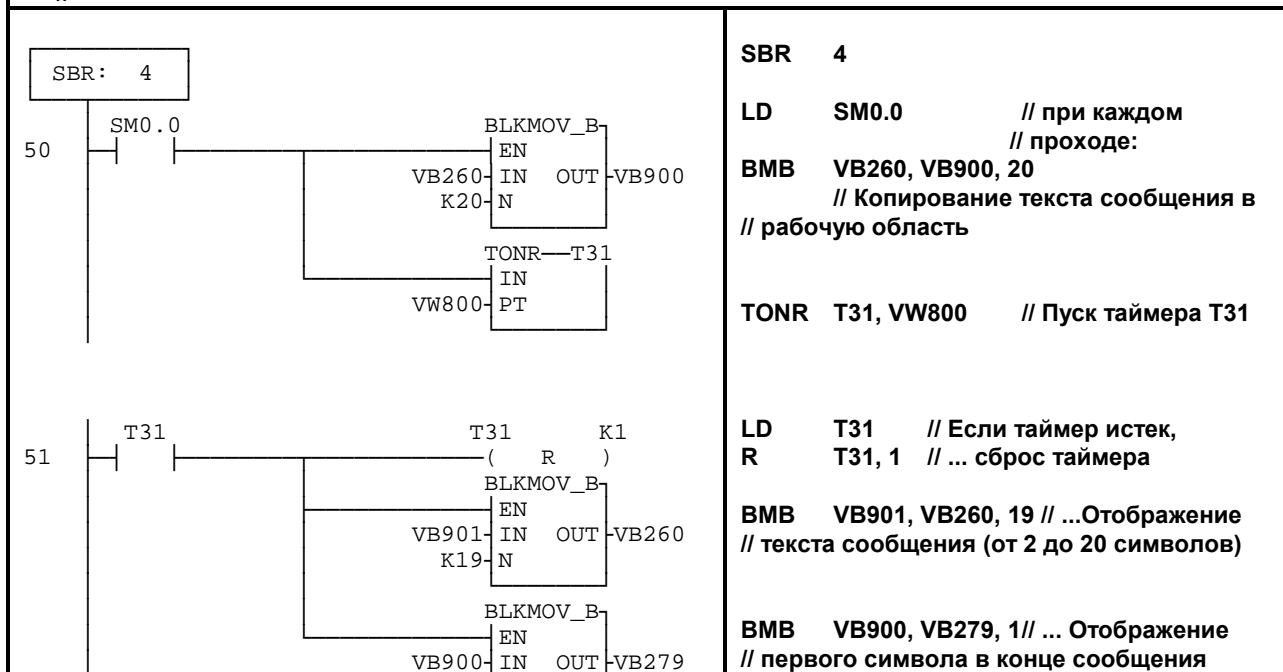 SBR: 4
SM0.0
50
BLKMOV_B
EN
VB260 IN OUT VB900
K20 N
TONR T31
IN
VW800 PT
T31 T31 K1
51
( R )
BLKMOV_B
EN
VB901 IN OUT VB260
K19 N
BLKMOV_B
EN
VB900 IN OUT VB279
SBR 4
LD SM0.0 // при каждом
// проходе:
BMB VB260, VB900, 20
// Копирование текста сообщения в
// рабочую область
TONR T31, VW800 // Пуск таймера T31
LD T31 // Если таймер истек,
R T31, 1 // ... сброс таймера
BMB VB901, VB260, 19 // ...Отображение
// текста сообщения (от 2 до 20 символов)
BMB VB900, VB279, 1// ... Отображение
// первого символа в конце сообщения